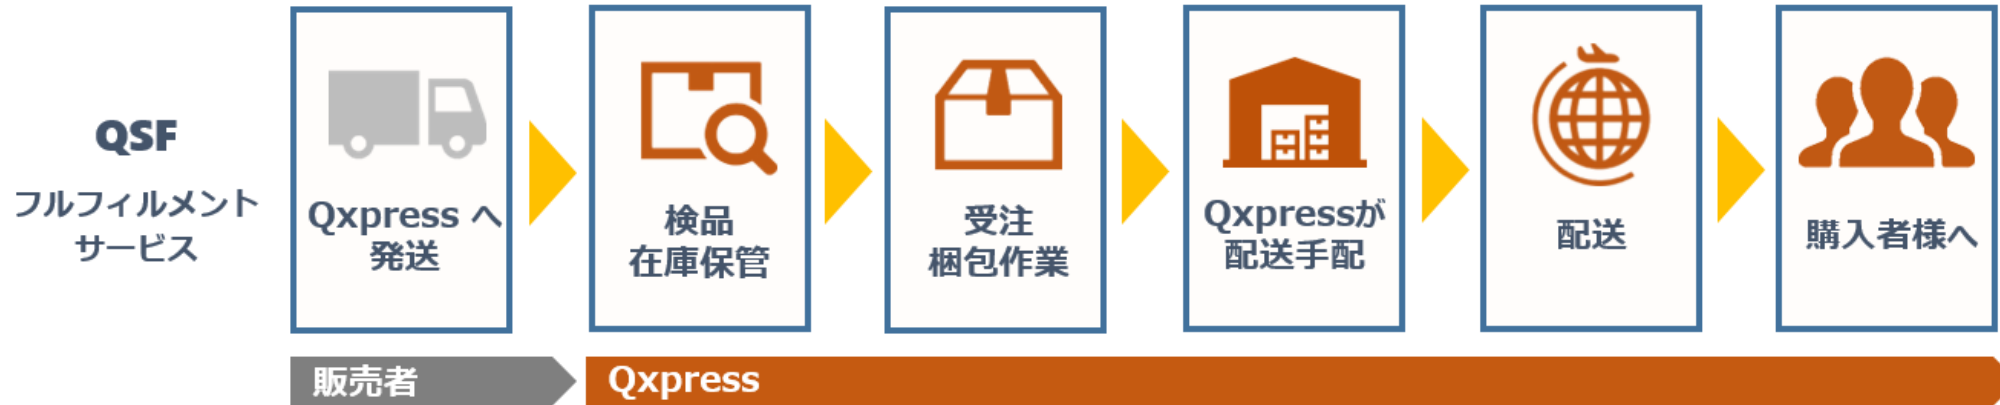 QSF
フルフィルメント
サービス
Qxpress へ
発送
検品
在庫保管
受注
梱包作業
Qxpressが
配送手配
配送
購入者様へ
販売者
Qxpress